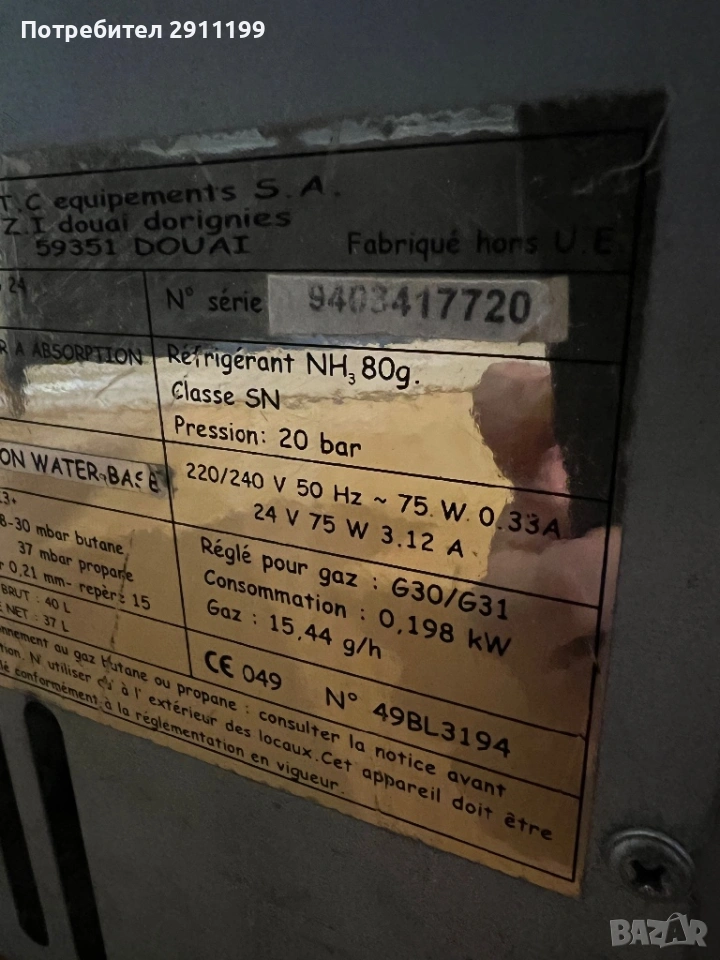 Потребител 2911199
T.C equipements S.A.
Z.I douai dorignies
59351 DOUAI Fabriqué hors U.E.
24
N° série 9403417720
R A ABSORPTION
Réfrigérant NH3 80g.
Classe SN
Pression: 20 bar
ON WATER-BASE
220/240 V 50 Hz ~ 75 W 0.33A
24 V 75 W 3.12 A
8-30 mbar butane
37 mbar propane
0,21 mm- repère 15
BRUT : 40 L
NET : 37 L
Réglé pour gaz : G30/G31
Consommation : 0,198 kW
Gaz : 15,44 g/h
CE 049 N° 49BL3194
nnement au gaz butane ou propane : consulter la notice avant
tion. N'utiliser à l'extérieur des locaux. Cet appareil doit être
lé conformément à la réglementation en vigueur.
BAZAR